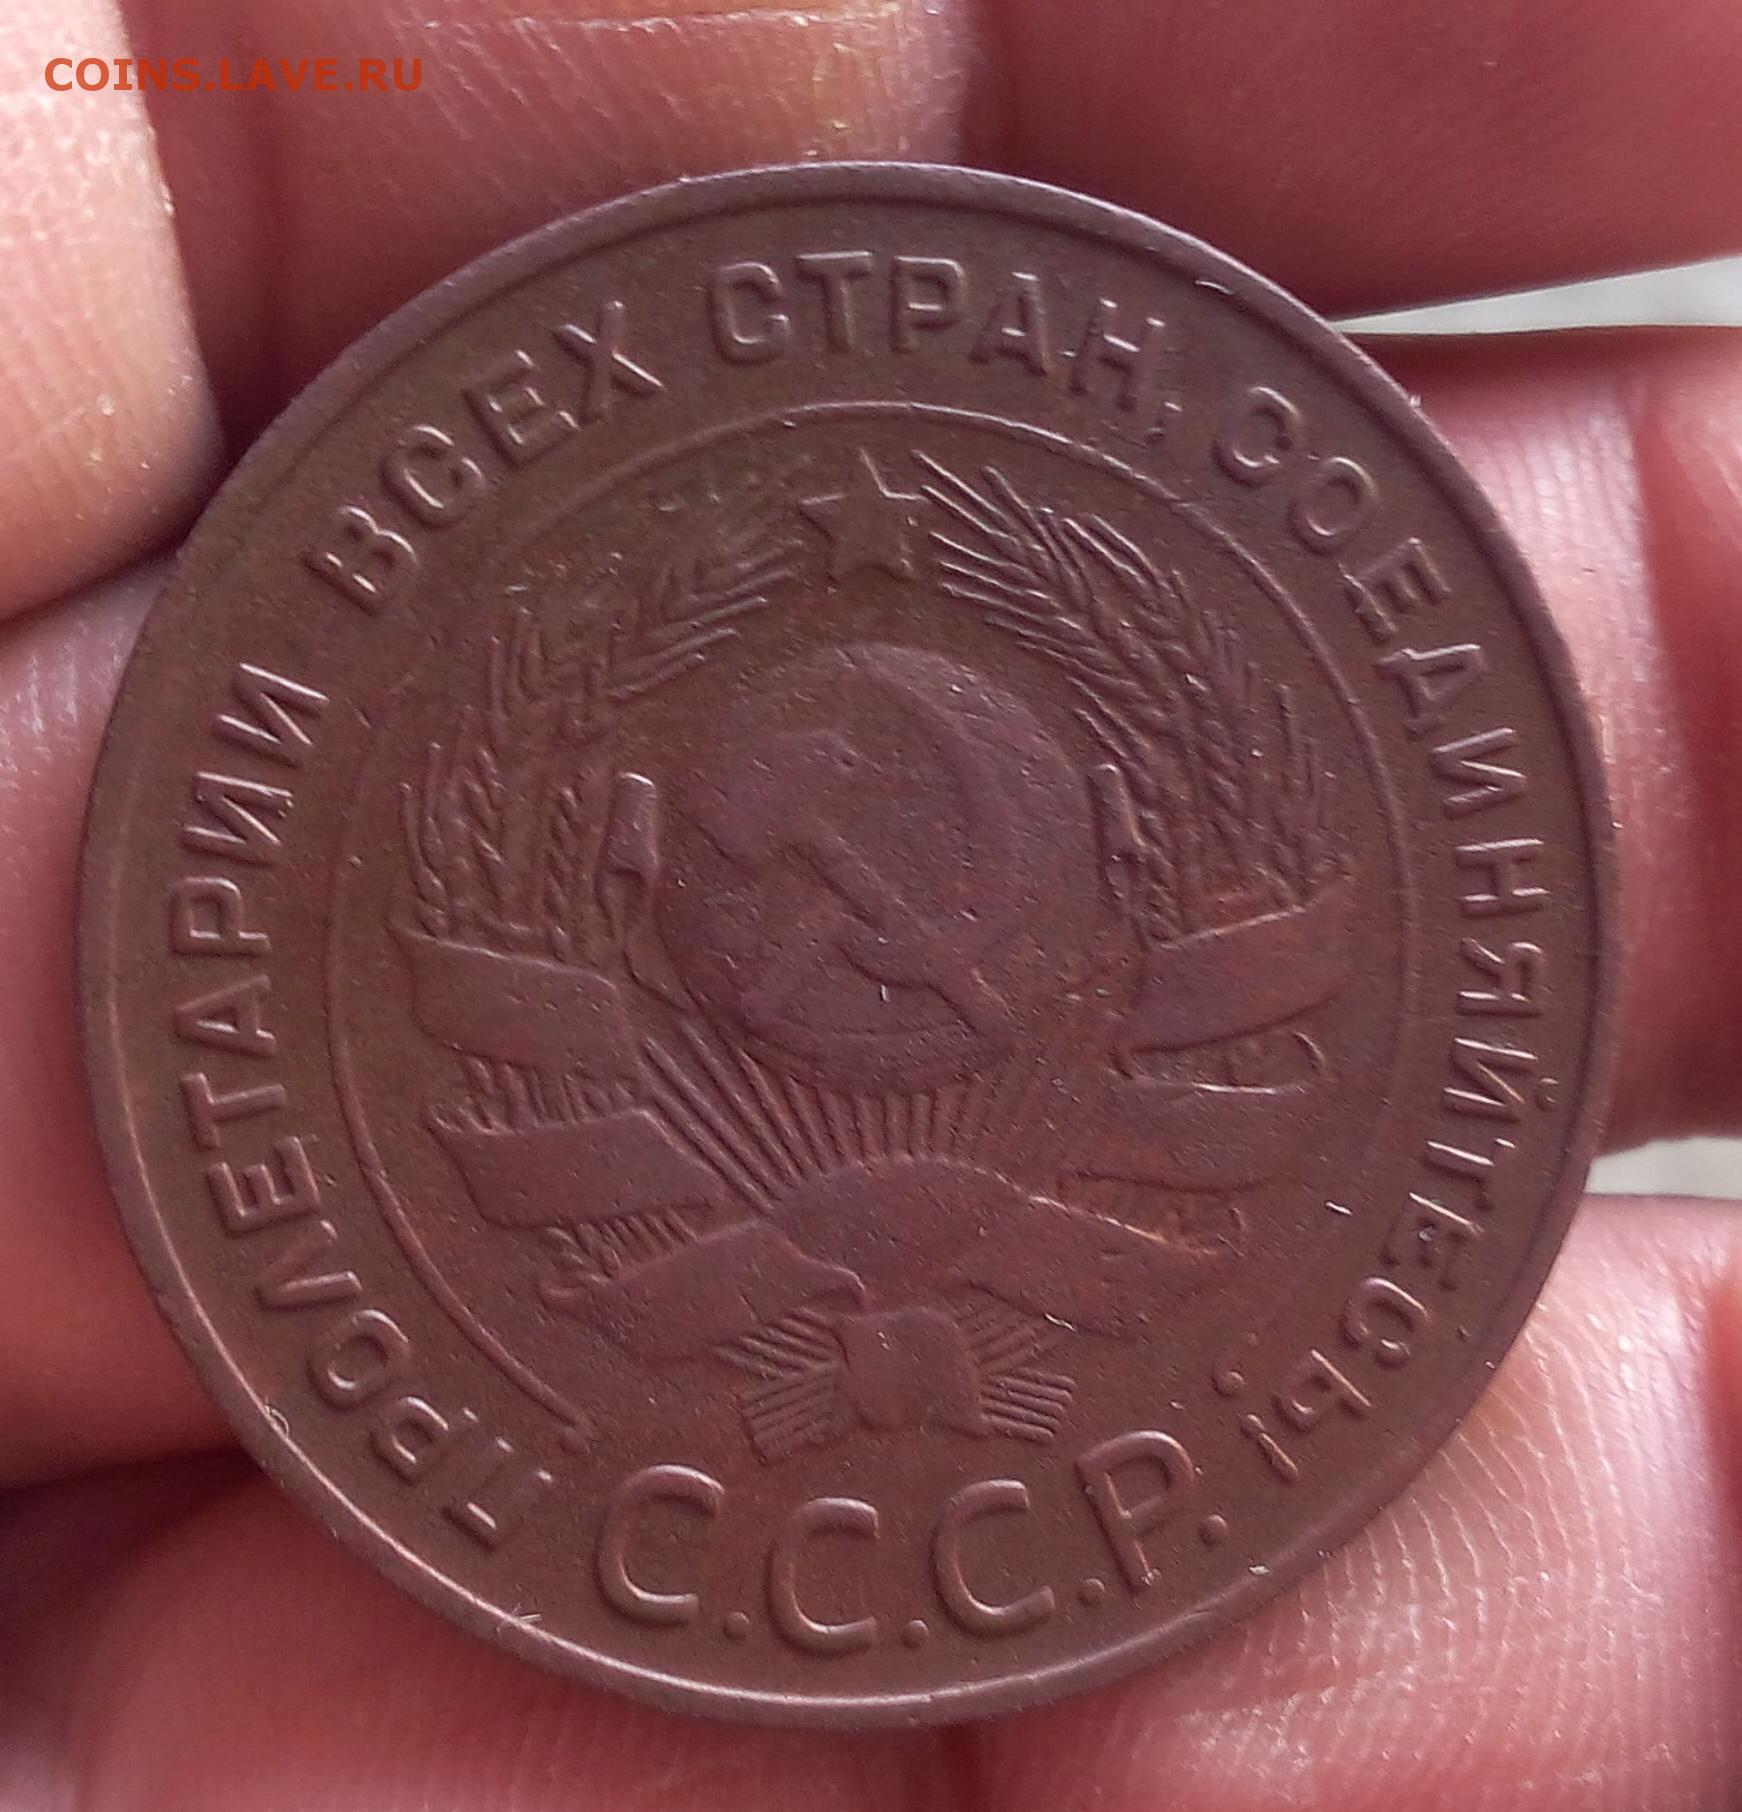 COINS.LAVE.RU
ПРОЛЕТАРИИ ВСЕХ СТРАН, СОЕДИНЯЙТЕСЬ!
С.С.С.Р.